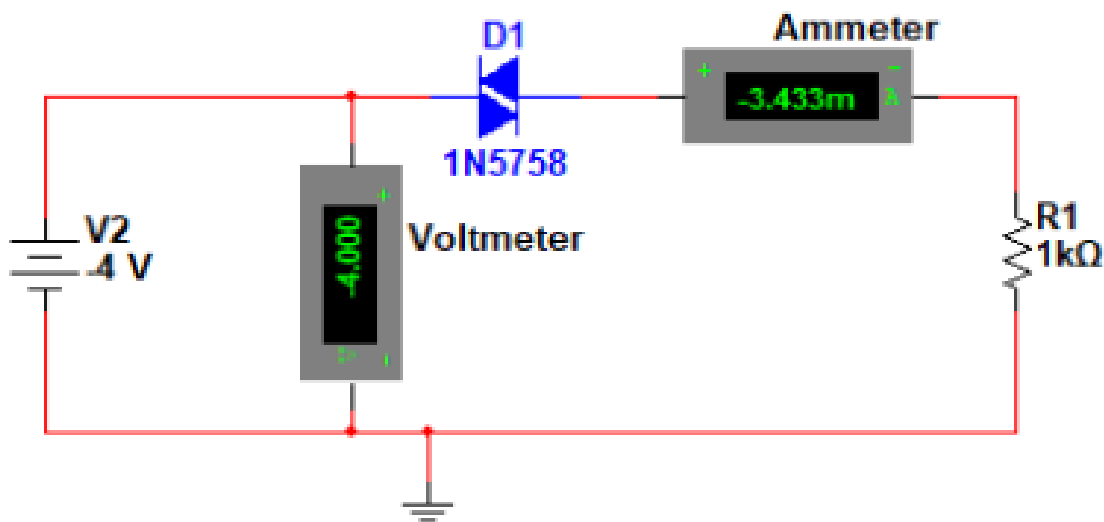 D1
Ammeter
+
-
-3.433m
A
1N5758
V2
-4 V
+
-4.000
V
-
Voltmeter
R1
1kΩ